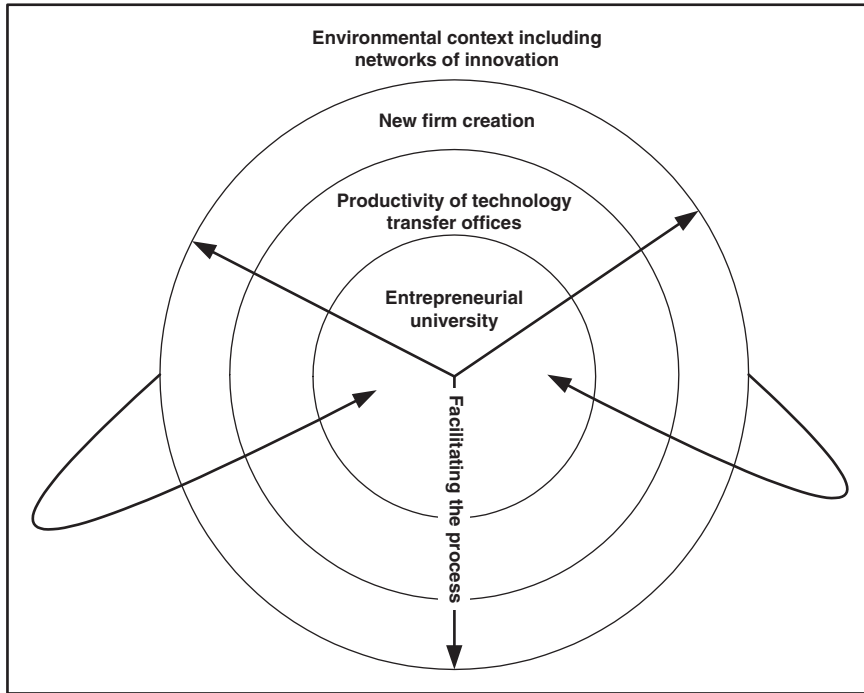 Environmental context including
networks of innovation
New firm creation
Productivity of technology
transfer offices
Entrepreneurial
university
Facilitating the process